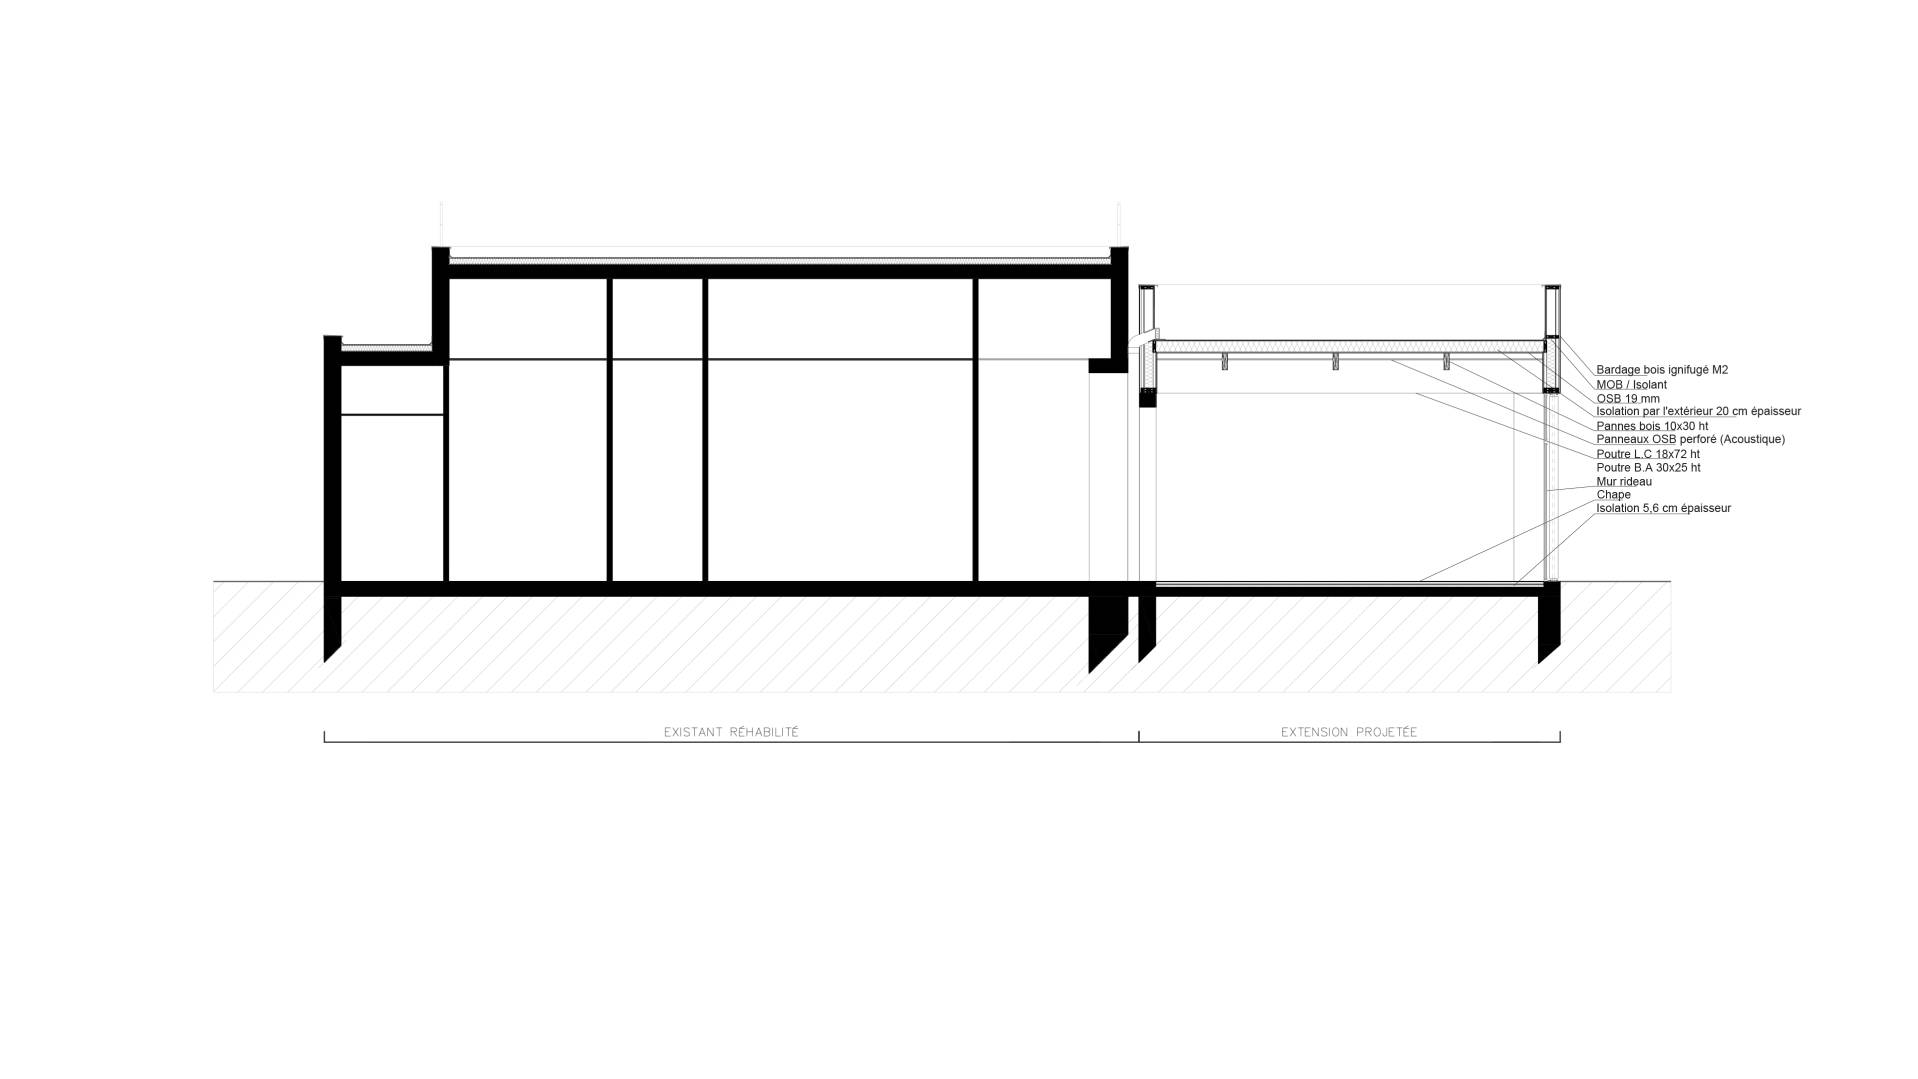 Bardage bois ignifugé M2
MOB / Isolant
OSB 19 mm
Isolation par l'extérieur 20 cm épaisseur
Pannes bois 10x30 ht
Panneaux OSB perforé (Acoustique)
Poutre L.C 18x72 ht
Poutre B.A 30x25 ht
Mur rideau
Chape
Isolation 5,6 cm épaisseur
EXISTANT RÉHABILITÉ
EXTENSION PROJETÉE